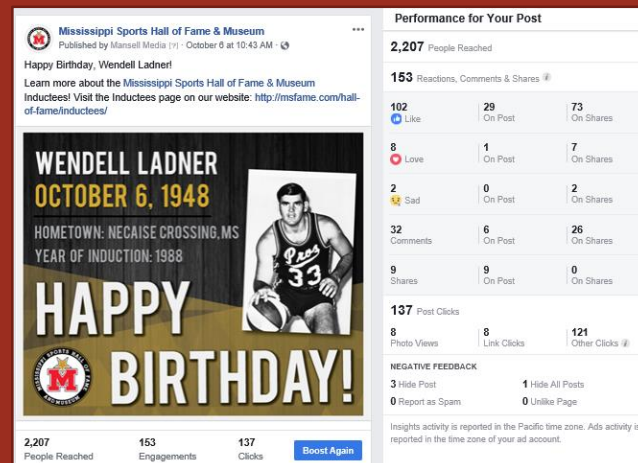 Mississippi Sports Hall of Fame & Museum
Published by Mansell Media [?] · October 6 at 10:43 AM ·
Happy Birthday, Wendell Ladner!
Learn more about the Mississippi Sports Hall of Fame & Museum
Inductees! Visit the Inductees page on our website: http://msfame.com/hall-
of-fame/inductees/
WENDELL LADNER
OCTOBER 6, 1948
HOMETOWN: NECAISE CROSSING, MS
YEAR OF INDUCTION: 1988
Pros
33
HAPPY
BIRTHDAY!
MISSISSIPPI SPORTS HALL OF FAME
M
AND MUSEUM
2,207 153 137
People Reached Engagements Clicks
Boost Again
Performance for Your Post
2,207 People Reached
153 Reactions, Comments & Shares
102 29 73
Like On Post On Shares
8 1 7
Love On Post On Shares
2 0 2
Sad On Post On Shares
32 6 26
Comments On Post On Shares
9 9 0
Shares On Post On Shares
137 Post Clicks
8 8 121
Photo Views Link Clicks Other Clicks
NEGATIVE FEEDBACK
3 Hide Post 1 Hide All Posts
0 Report as Spam 0 Unlike Page
Insights activity is reported in the Pacific time zone. Ads activity is
reported in the time zone of your ad account.